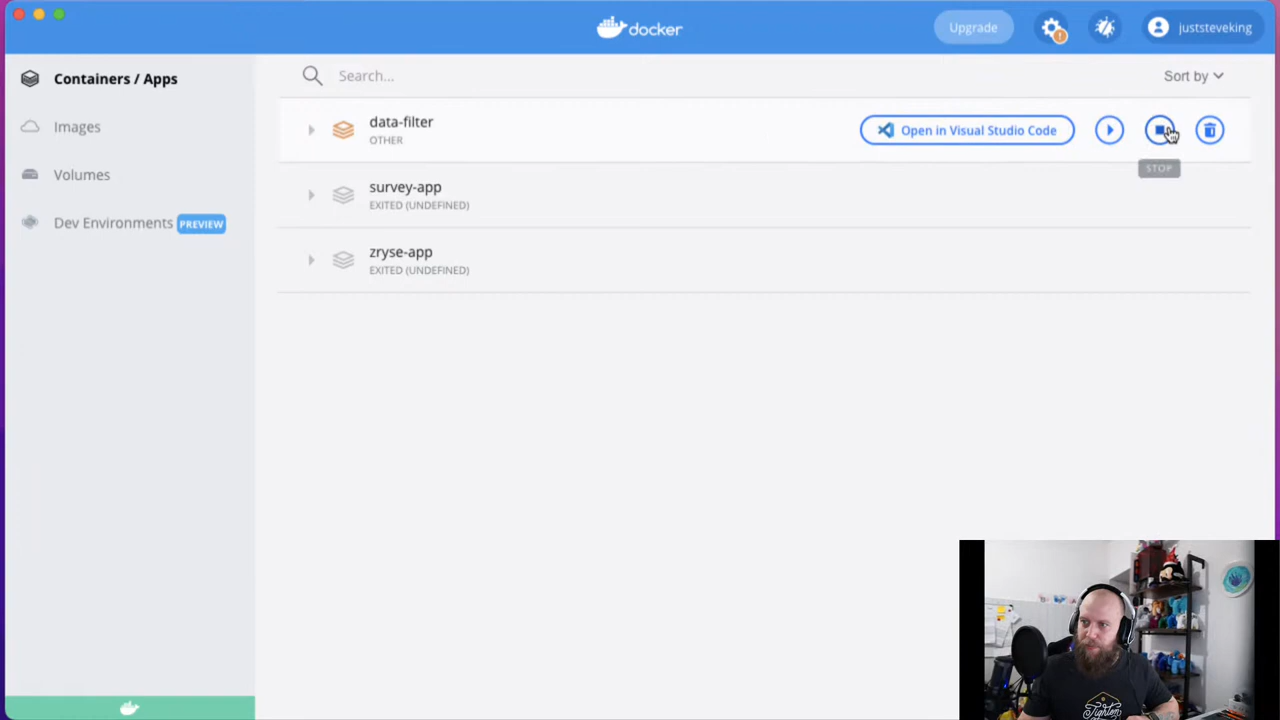 docker
Upgrade
juststeveking
Containers / Apps
Images
Volumes
Dev Environments PREVIEW
Search...
Sort by
data-filter
OTHER
Open in Visual Studio Code
STOP
survey-app
EXITED (UNDEFINED)
zryse-app
EXITED (UNDEFINED)
Tighten